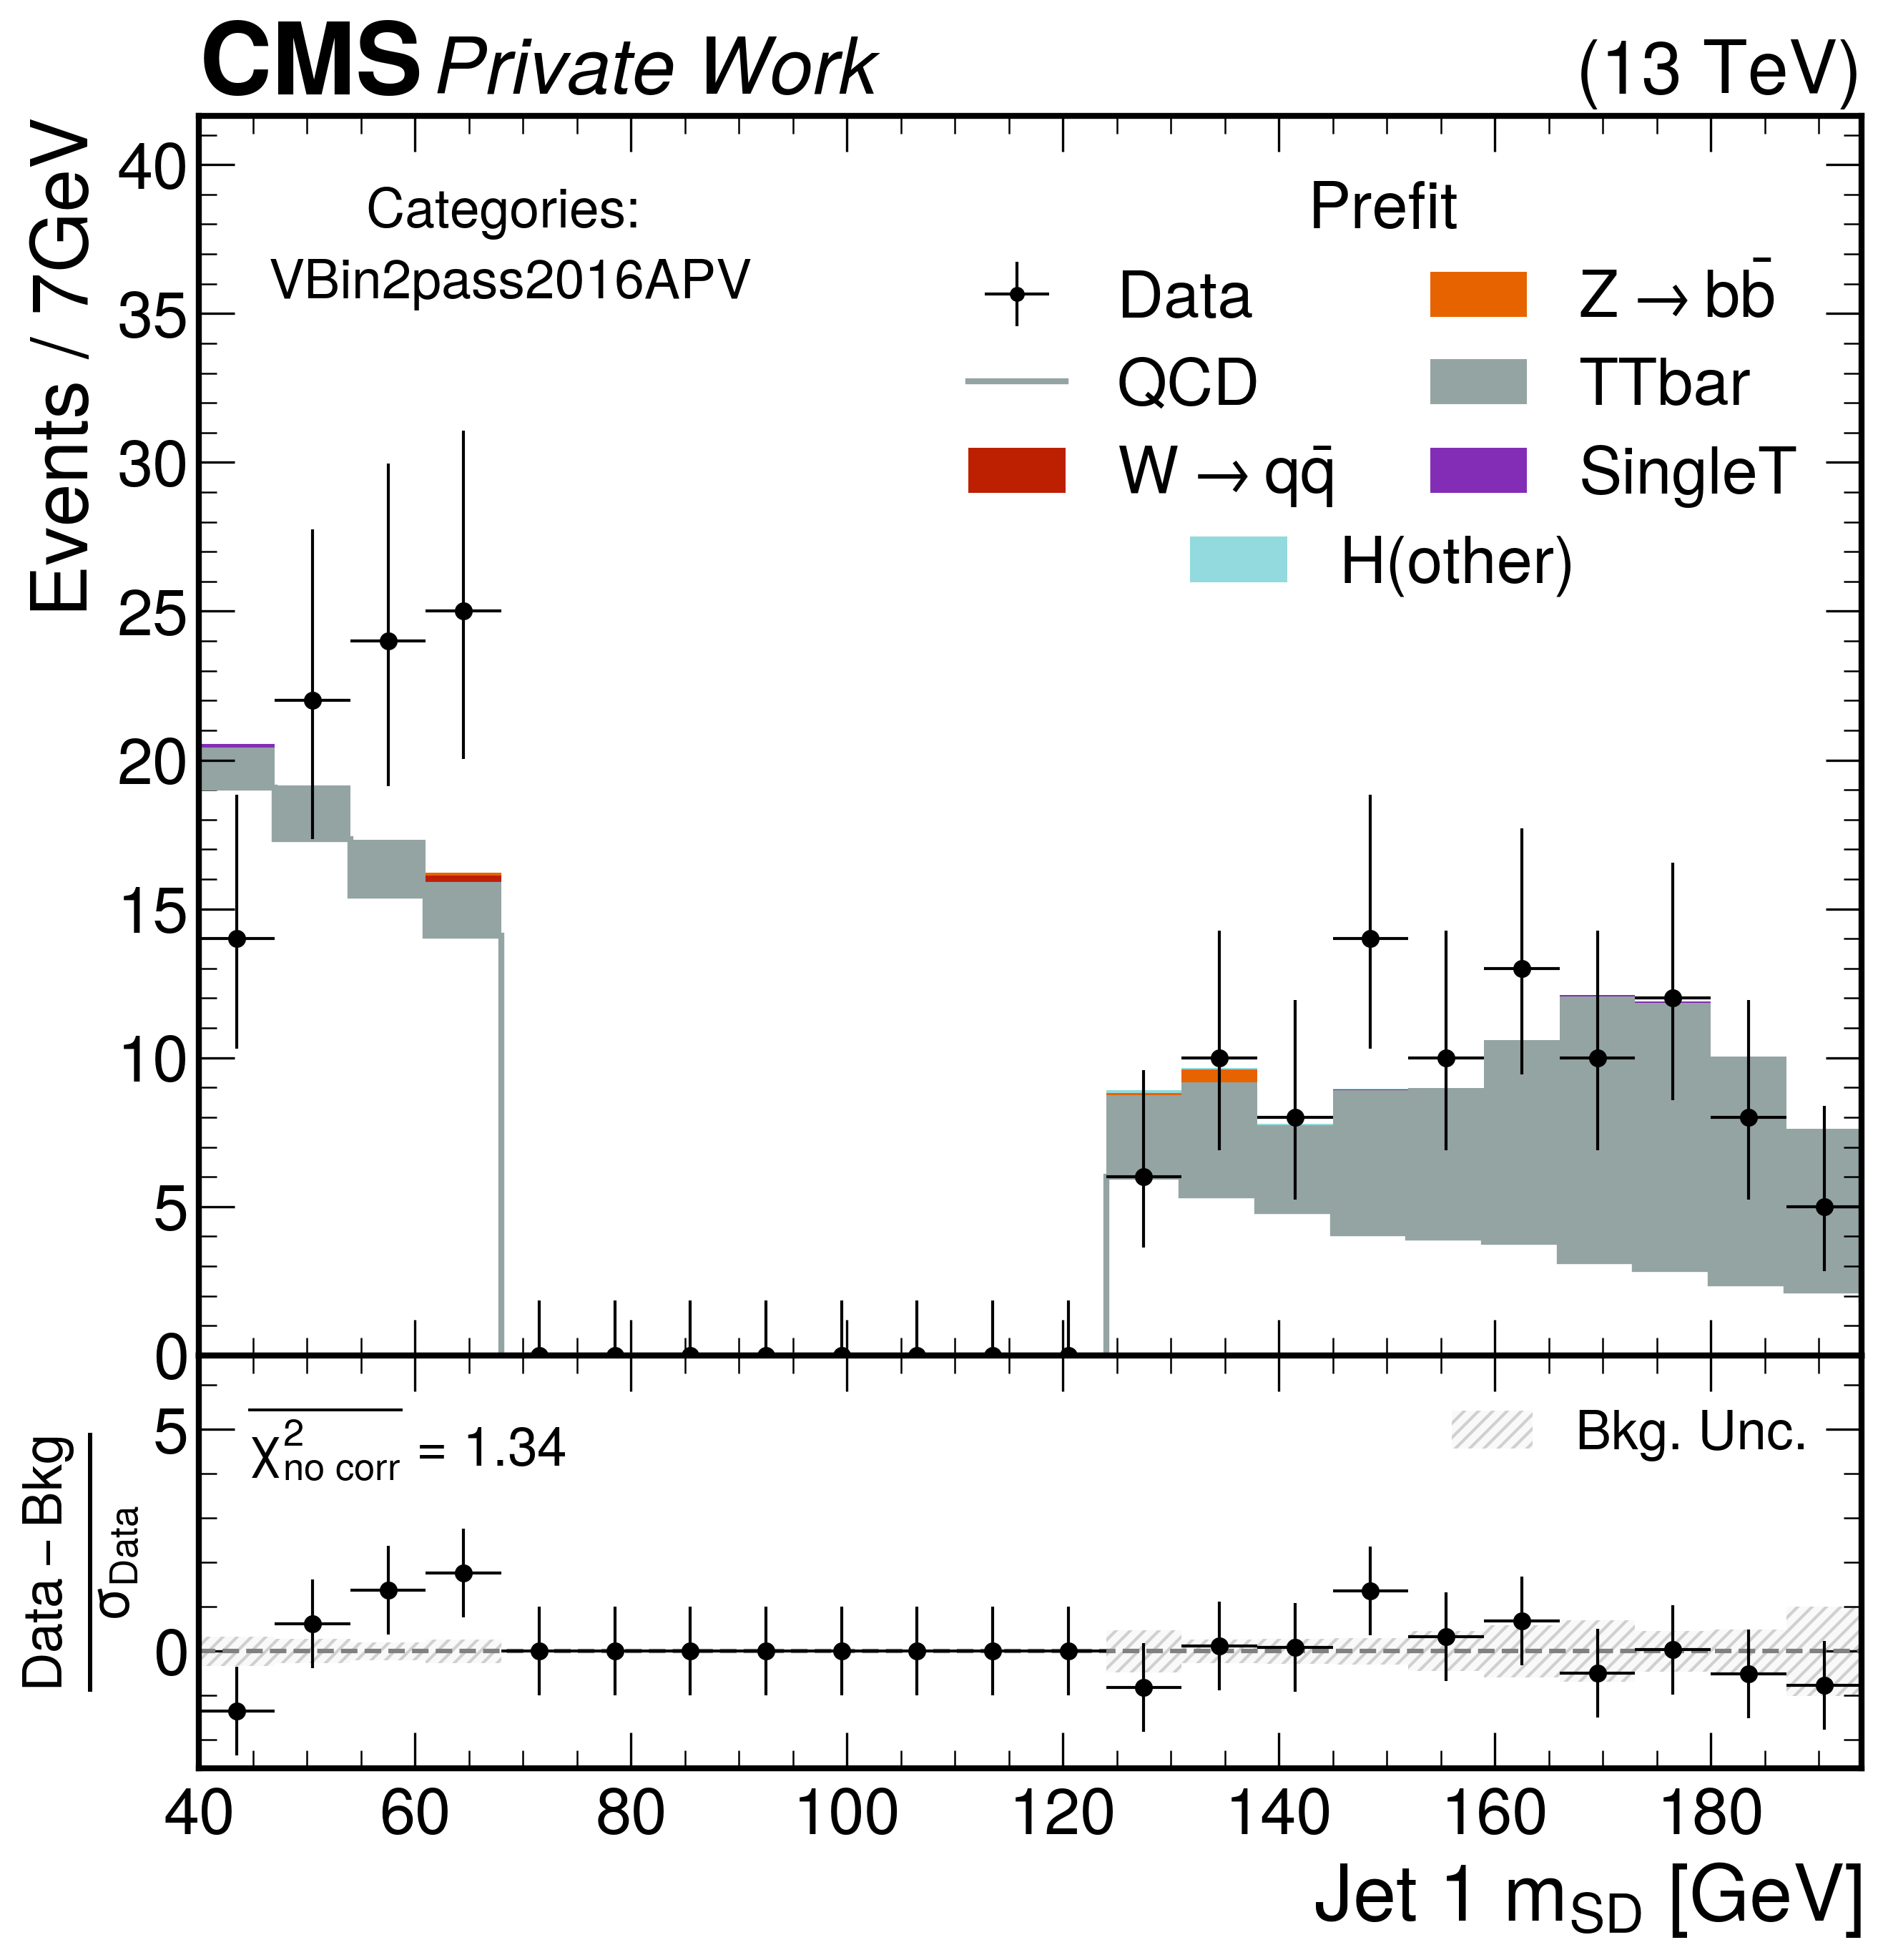 CMS Private Work (13 TeV)
Events / 7GeV
40
35
30
25
20
15
10
5
0
Categories:
VBin2pass2016APV
Prefit
Data
Z → bb̄
QCD
TTbar
W → qq̄
SingleT
H(other)
Data − Bkg
σData
5
0
χ²no corr = 1.34
Bkg. Unc.
40 60 80 100 120 140 160 180
Jet 1 mSD [GeV]